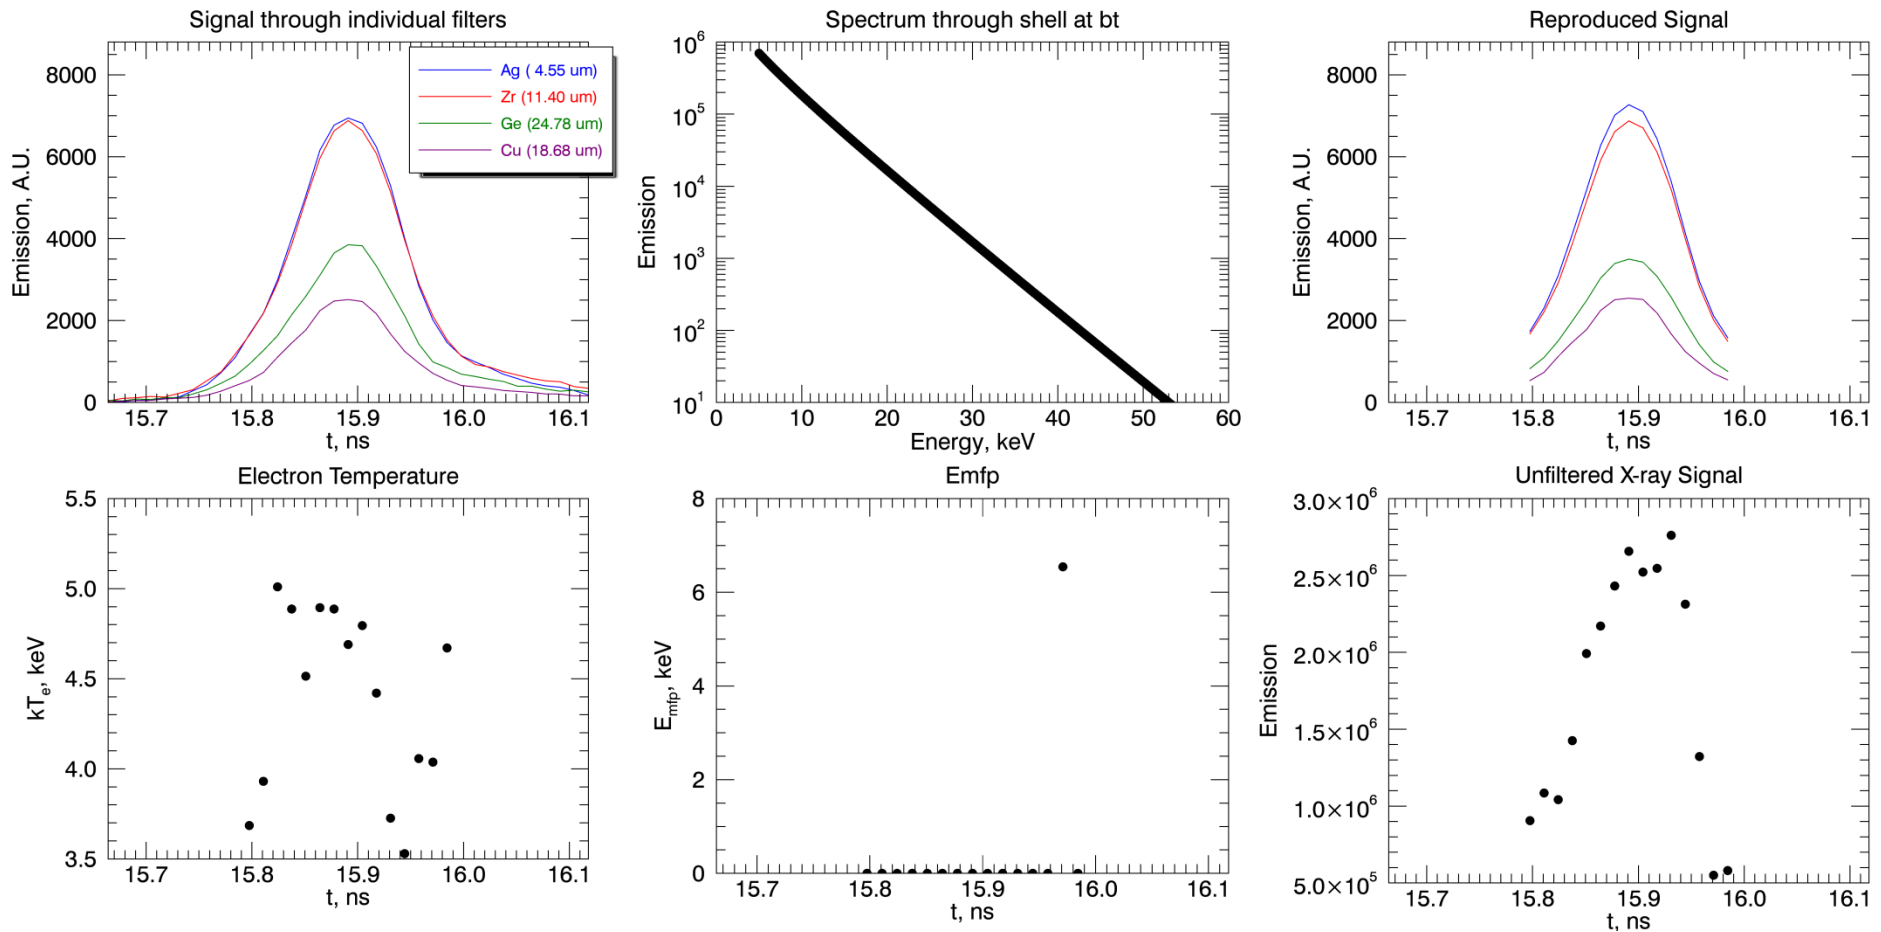 Signal through individual filters
8000
6000
4000
2000
0
Emission, A.U.
Ag ( 4.55 um)
Zr (11.40 um)
Ge (24.78 um)
Cu (18.68 um)
15.7 15.8 15.9 16.0 16.1
t, ns
Spectrum through shell at bt
10^6
10^5
10^4
10^3
10^2
10^1
Emission
0 10 20 30 40 50 60
Energy, keV
Reproduced Signal
8000
6000
4000
2000
0
Emission, A.U.
15.7 15.8 15.9 16.0 16.1
t, ns
Electron Temperature
5.5
5.0
4.5
4.0
3.5
kT_e, keV
15.7 15.8 15.9 16.0 16.1
t, ns
Emfp
8
6
4
2
0
E_mfp, keV
15.7 15.8 15.9 16.0 16.1
t, ns
Unfiltered X-ray Signal
3.0×10^6
2.5×10^6
2.0×10^6
1.5×10^6
1.0×10^6
5.0×10^5
Emission
15.7 15.8 15.9 16.0 16.1
t, ns